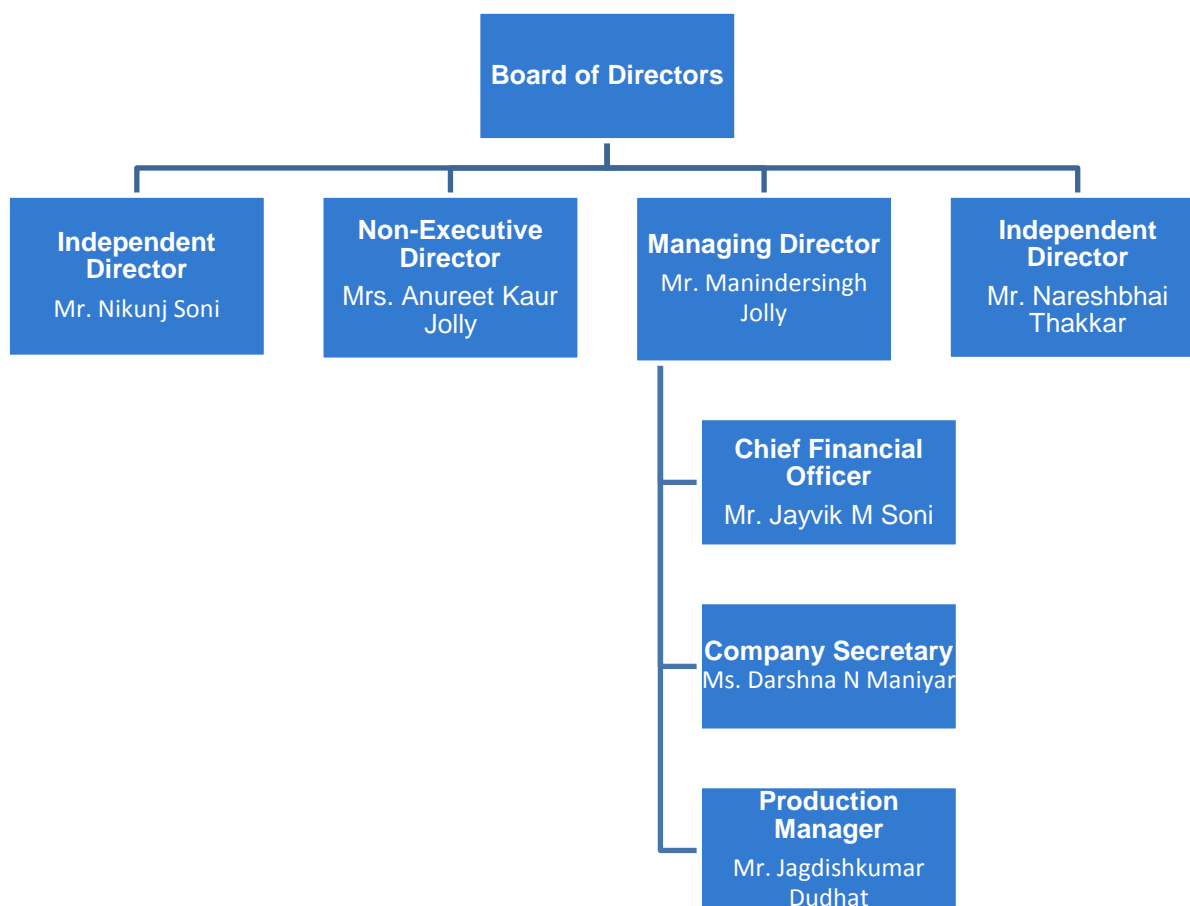 Board of Directors
Independent
Director
Mr. Nikunj Soni
Non-Executive
Director
Mrs. Anureet Kaur
Jolly
Managing Director
Mr. Manindersingh
Jolly
Independent
Director
Mr. Nareshbhai
Thakkar
Chief Financial
Officer
Mr. Jayvik M Soni
Company Secretary
Ms. Darshna N Maniyar
Production
Manager
Mr. Jagdishkumar
Dudhat